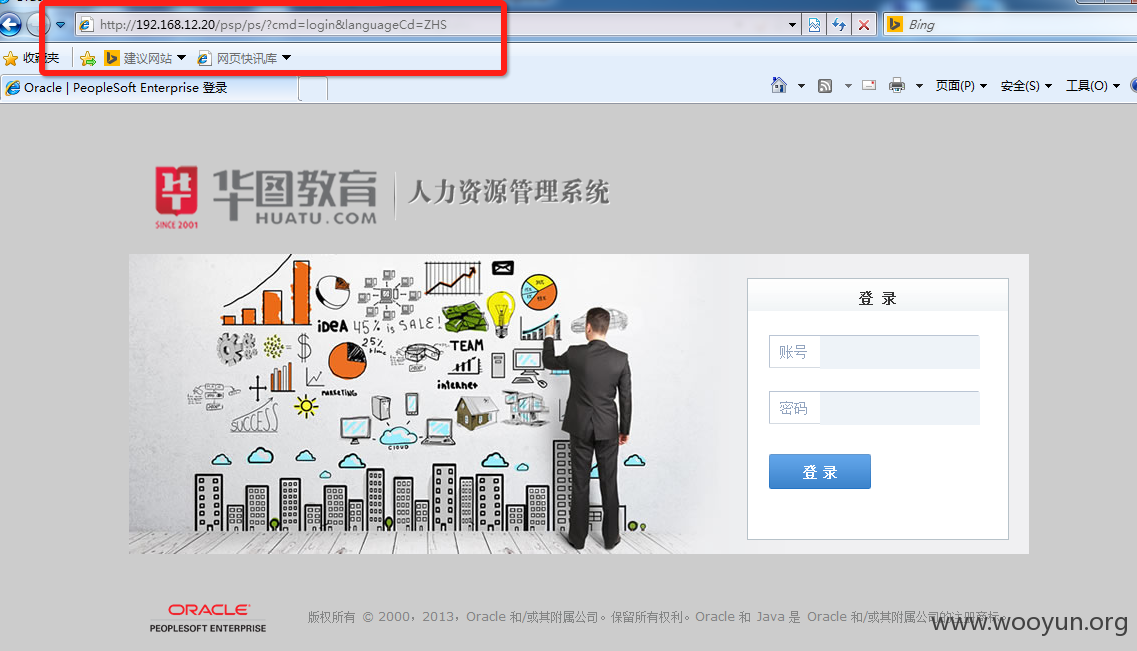 http://192.168.12.20/psp/ps/?cmd=login&languageCd=ZHS
Bing
收藏夹 建议网站 网页快讯库
Oracle | PeopleSoft Enterprise 登录
页面(P) 安全(S) 工具(O)
华图教育
HUATU.COM
SINCE 2001
人力资源管理系统
IDEA 45% is SALE!
25% time
TEAM
internet
MARKETING
SUCCESS
CLOUD
登 录
账号
密码
登 录
ORACLE
PEOPLESOFT ENTERPRISE
版权所有 © 2000，2013，Oracle 和/或其附属公司。保留所有权利。Oracle 和 Java 是 Oracle 和/或其附属公司的注册商标。
www.wooyun.org